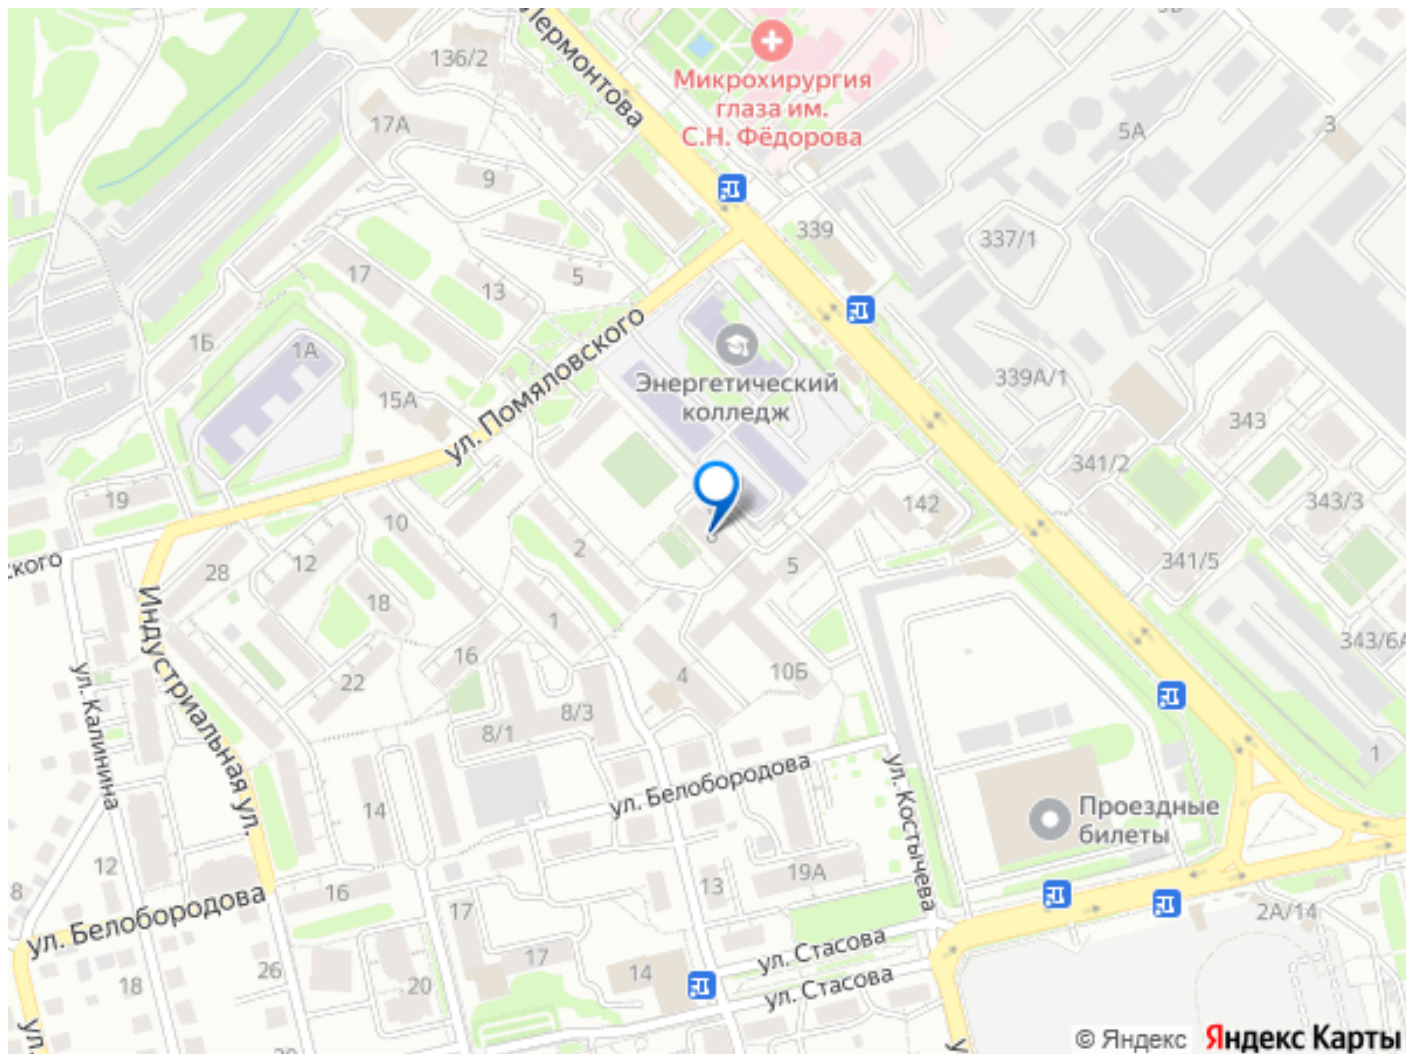 Лермонтова
136/2
Микрохирургия
глаза им.
С.Н. Фёдорова
17А
9
5А
3
339
337/1
17
13
5
1Б
1А
ул. Помяловского
Энергетический
колледж
339А/1
15А
343
341/2
19
10
142
343/3
2
12
28
5
341/5
ского
18
1
16
343/6А
22
4
10Б
Индустриальная ул.
ул. Калинина
8/3
8/1
1
ул. Белобородова
ул. Костычева
14
Проездные
билеты
12
19А
13
8
16
17
2А/14
ул. Белобородова
ул. Стасова
17
26
14
18
20
ул. Стасова
ул.
© Яндекс
Яндекс Карты